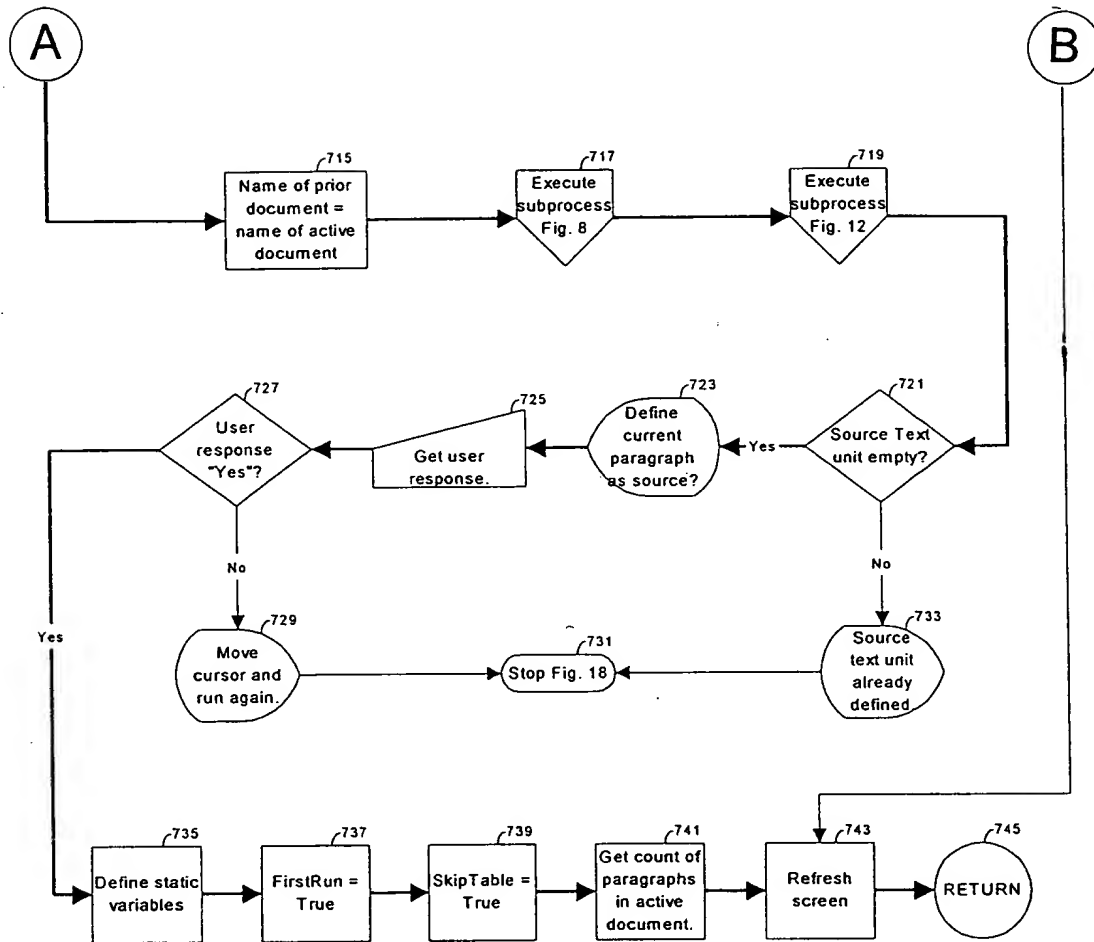 A
B
715
Name of prior
document =
name of active
document
717
Execute
subprocess
Fig. 8
719
Execute
subprocess
Fig. 12
727
User
response
"Yes"?
725
Get user
response.
723
Define
current
paragraph
as source?
Yes
721
Source Text
unit empty?
No
No
Yes
729
Move
cursor and
run again.
731
Stop Fig. 18
733
Source
text unit
already
defined
735
Define static
variables
737
FirstRun =
True
739
SkipTable =
True
741
Get count of
paragraphs
in active
document.
743
Refresh
screen
745
RETURN